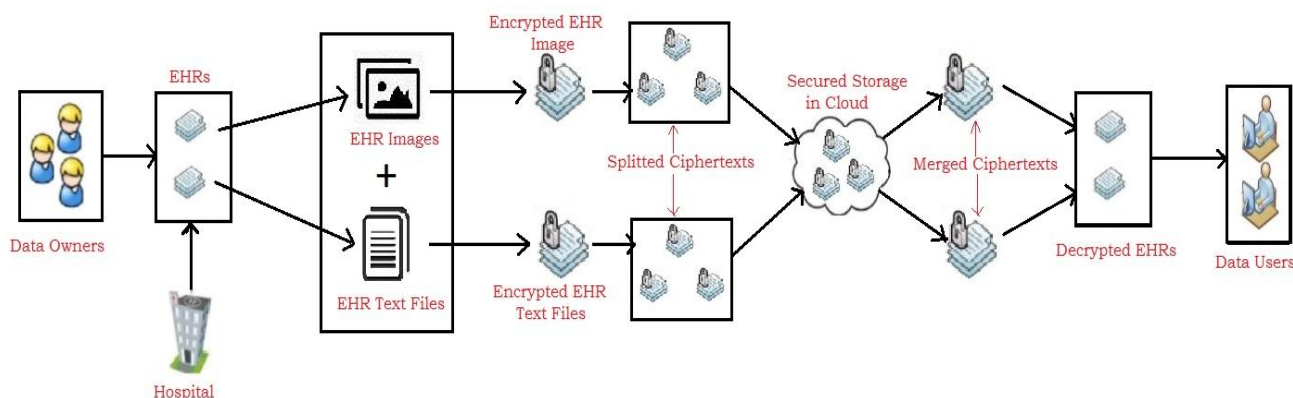 EHRs
Data Owners
Hospital
EHR Images
+
EHR Text Files
Encrypted EHR
Image
Encrypted EHR
Text Files
Splitted Ciphertexts
Secured Storage
in Cloud
Merged Ciphertexts
Decrypted EHRs
Data Users